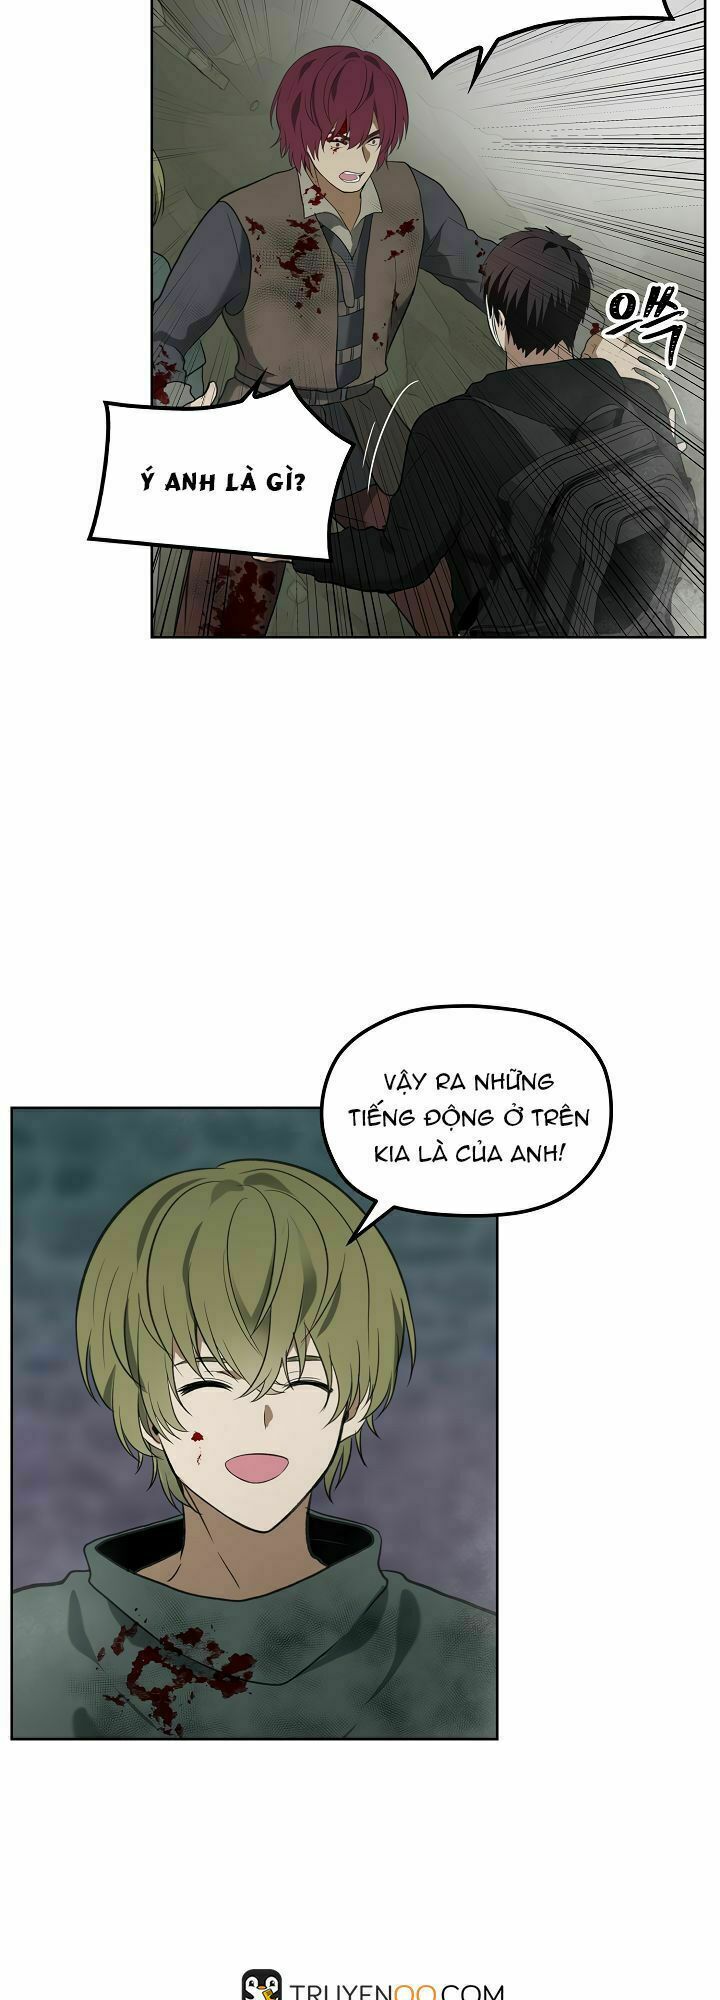 으쓱
Ý ANH LÀ GÌ?
VẬY RA NHỮNG
TIẾNG ĐỘNG Ở TRÊN
KIA LÀ CỦA ANH!
TRUYENQQ.COM